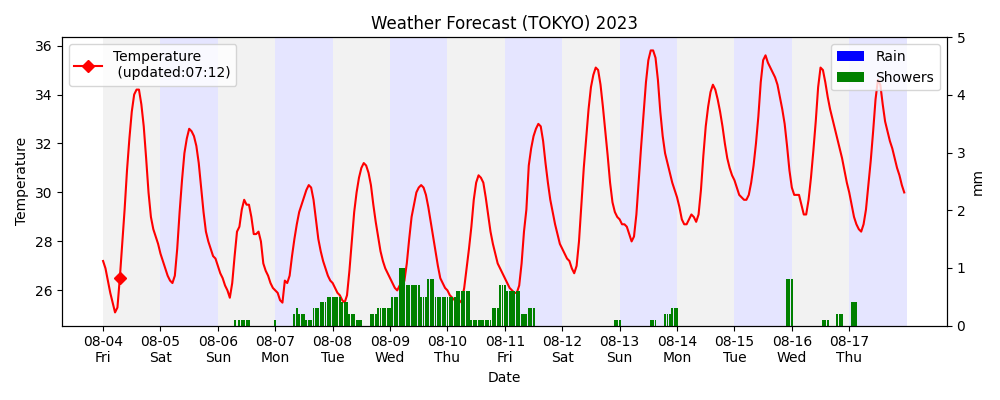 Weather Forecast (TOKYO) 2023
Temperature
(updated:07:12)
Rain
Showers
Temperature
36
34
32
30
28
26
5
4
3
2
1
0
mm
08-04 08-05 08-06 08-07 08-08 08-09 08-10 08-11 08-12 08-13 08-14 08-15 08-16 08-17
Fri Sat Sun Mon Tue Wed Thu Fri Sat Sun Mon Tue Wed Thu
Date